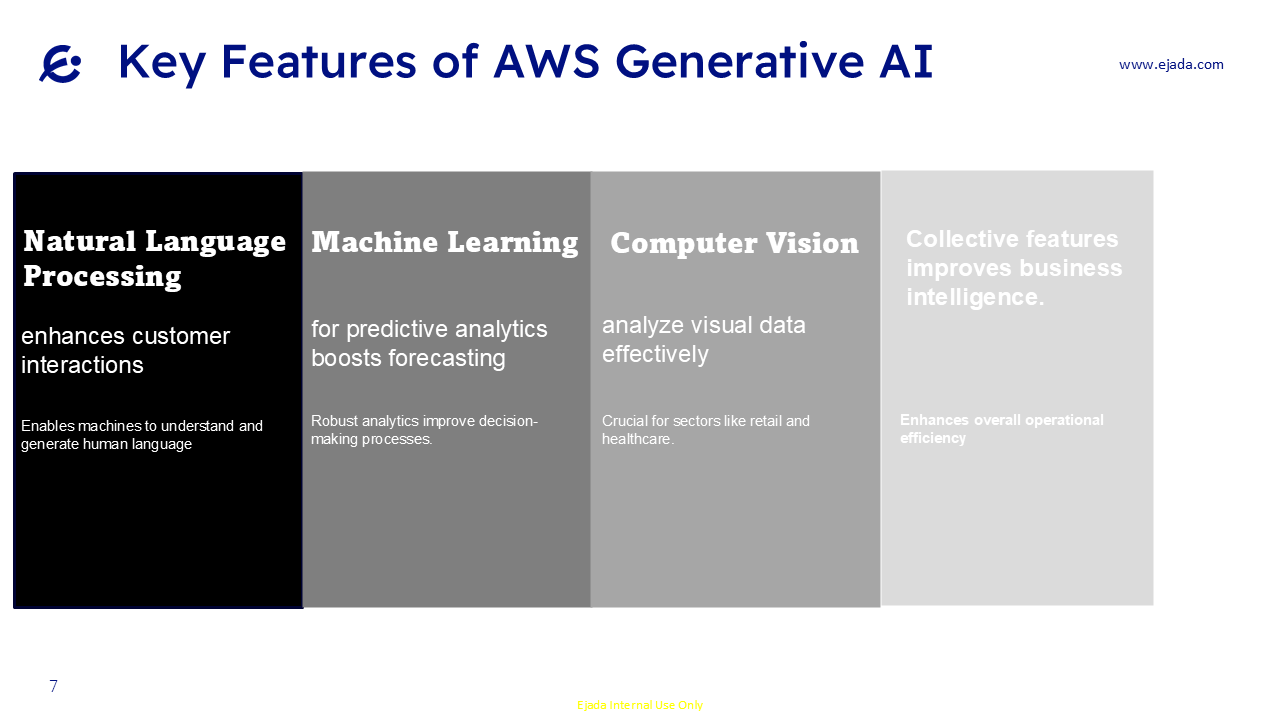 Key Features of AWS Generative AI
www.ejada.com
Natural Language
Processing
enhances customer
interactions
Enables machines to understand and
generate human language
Machine Learning
for predictive analytics
boosts forecasting
Robust analytics improve decision-
making processes.
Computer Vision
analyze visual data
effectively
Crucial for sectors like retail and
healthcare.
Collective features
improves business
intelligence.
Enhances overall operational
efficiency
7
Ejada Internal Use Only